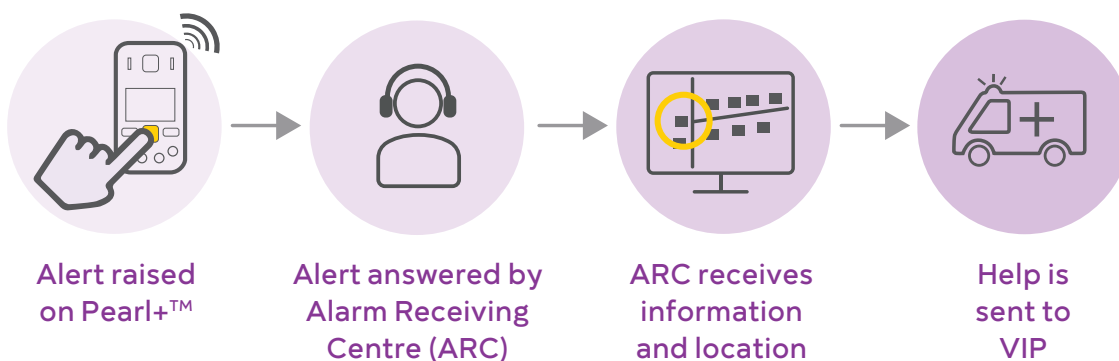 Alert raised
on Pearl+™
Alert answered by
Alarm Receiving
Centre (ARC)
ARC receives
information
and location
Help is
sent to
VIP